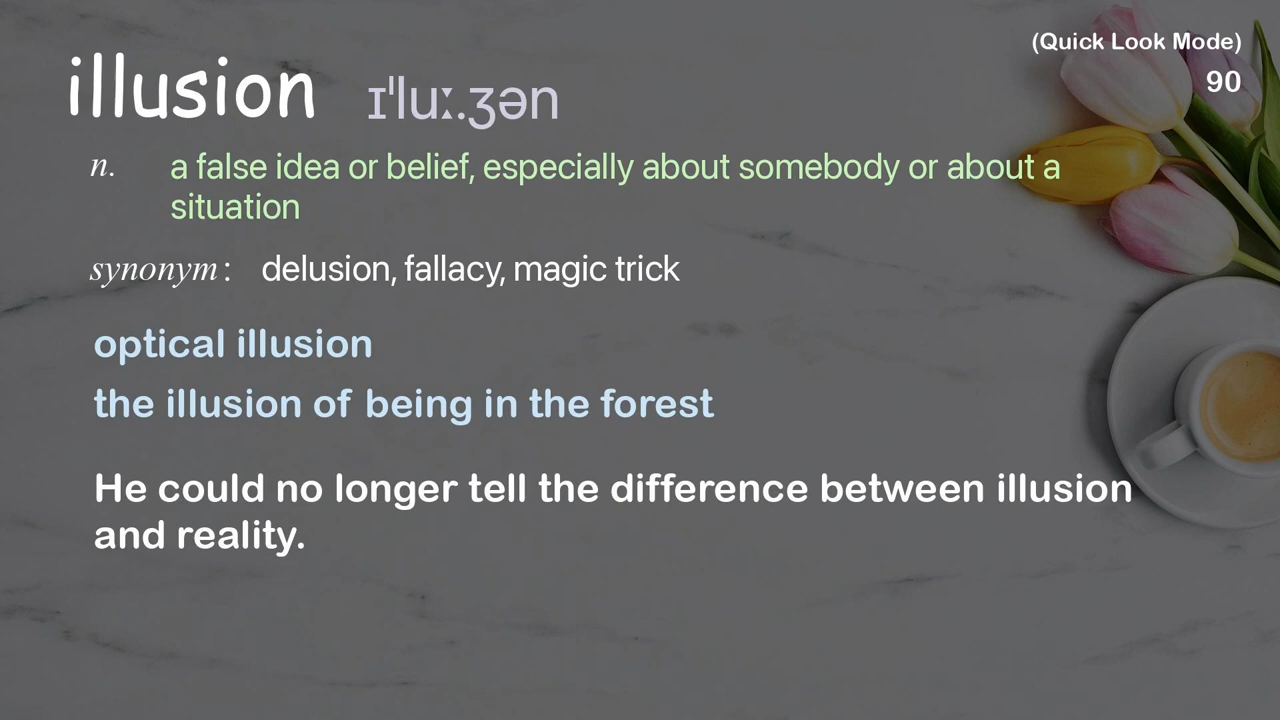 (Quick Look Mode)
90
illusion ɪˈluː.ʒən
n. a false idea or belief, especially about somebody or about a
situation
synonym: delusion, fallacy, magic trick
optical illusion
the illusion of being in the forest
He could no longer tell the difference between illusion
and reality.